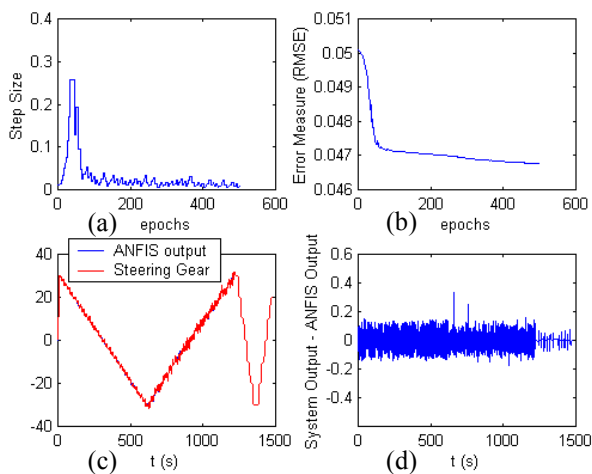 0.4
0.3
0.2
0.1
0
Step Size
0 200 400 600
epochs
(a)
0.051
0.05
0.049
0.048
0.047
0.046
Error Measure (RMSE)
0 200 400 600
epochs
(b)
40
20
0
-20
-40
ANFIS output
Steering Gear
0 500 1000 1500
t (s)
(c)
0.6
0.4
0.2
0
-0.2
-0.4
System Output - ANFIS Output
0 500 1000 1500
t (s)
(d)